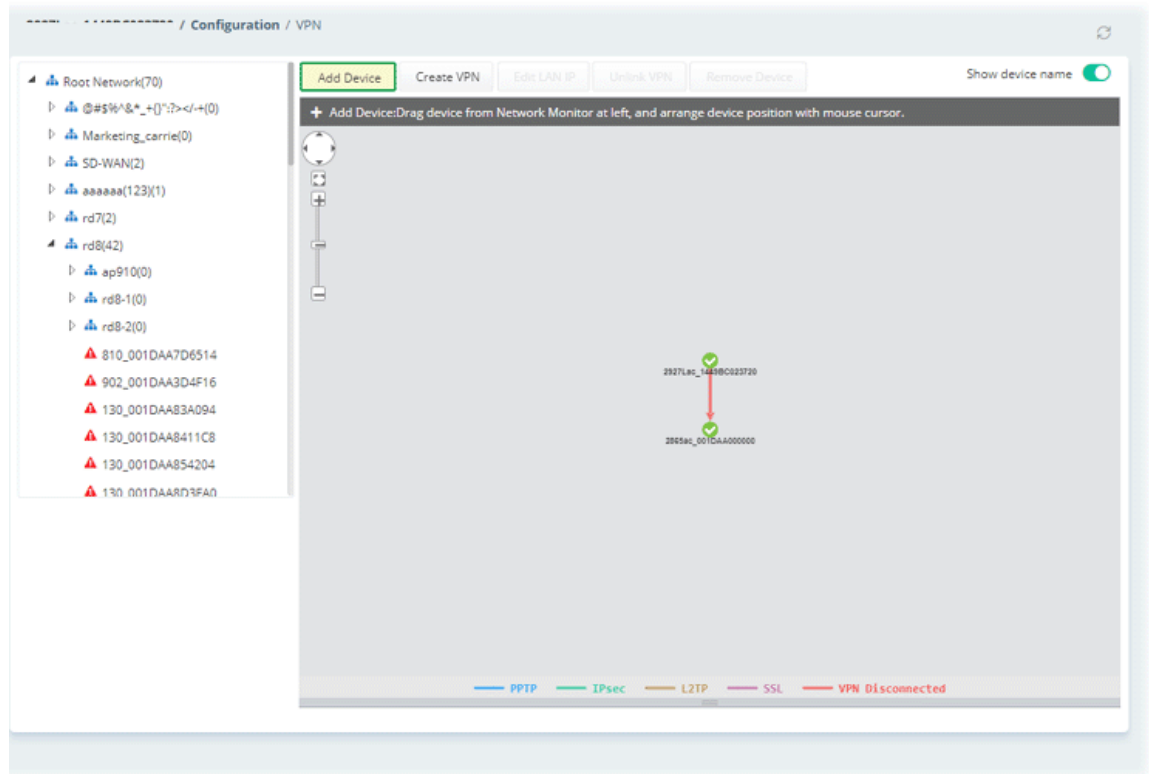 / Configuration / VPN
Root Network(70)
@#$%^&*_+{}":?></-+(0)
Marketing_carrie(0)
SD-WAN(2)
aaaaaa(123)(1)
rd7(2)
rd8(42)
ap910(0)
rd8-1(0)
rd8-2(0)
810_001DAA7D6514
902_001DAA3D4F16
130_001DAA83A094
130_001DAA8411C8
130_001DAA854204
130_001DAA8D3FA0
Add Device Create VPN Edit LAN IP Unlink VPN Remove Device Show device name
+ Add Device:Drag device from Network Monitor at left, and arrange device position with mouse cursor.
2927Lac_1449BC023720
2865ac_001DAA000000
PPTP IPsec L2TP SSL VPN Disconnected